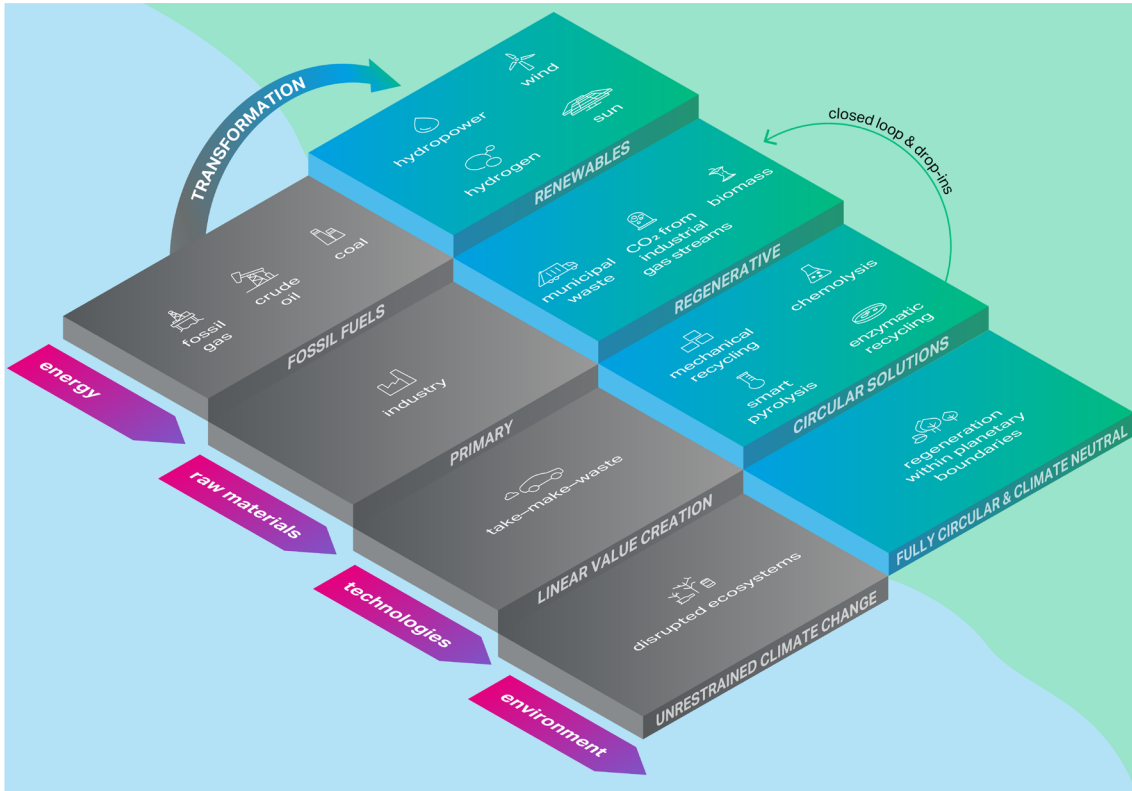 TRANSFORMATION
wind
hydropower
sun
hydrogen
RENEWABLES
closed loop & drop-ins
biomass
CO₂ from
industrial
gas streams
municipal
waste
REGENERATIVE
chemolysis
enzymatic
recycling
mechanical
recycling
smart
pyrolysis
CIRCULAR SOLUTIONS
regeneration
within planetary
boundaries
FULLY CIRCULAR & CLIMATE NEUTRAL
coal
crude
oil
fossil
gas
FOSSIL FUELS
industry
PRIMARY
take–make–waste
LINEAR VALUE CREATION
disrupted ecosystems
UNRESTRAINED CLIMATE CHANGE
energy
raw materials
technologies
environment